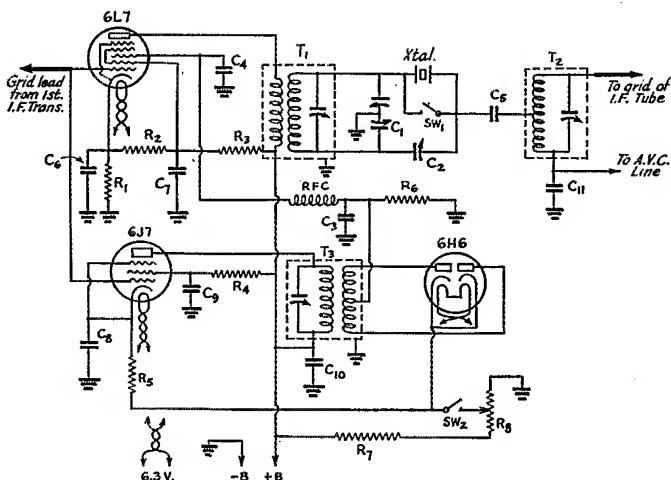 6L7
Grid lead
from 1st.
I.F. Trans.
C4
T1
Xtal.
SW1
C1
C2
C5
T2
To grid of
I.F. Tube
To A.V.C.
Line
C11
C6
R2
R3
R1
C7
RFC
C3
R6
6J7
T3
6H6
R4
C9
C8
R5
C10
SW2
R8
R7
6.3 V.
-B
+B